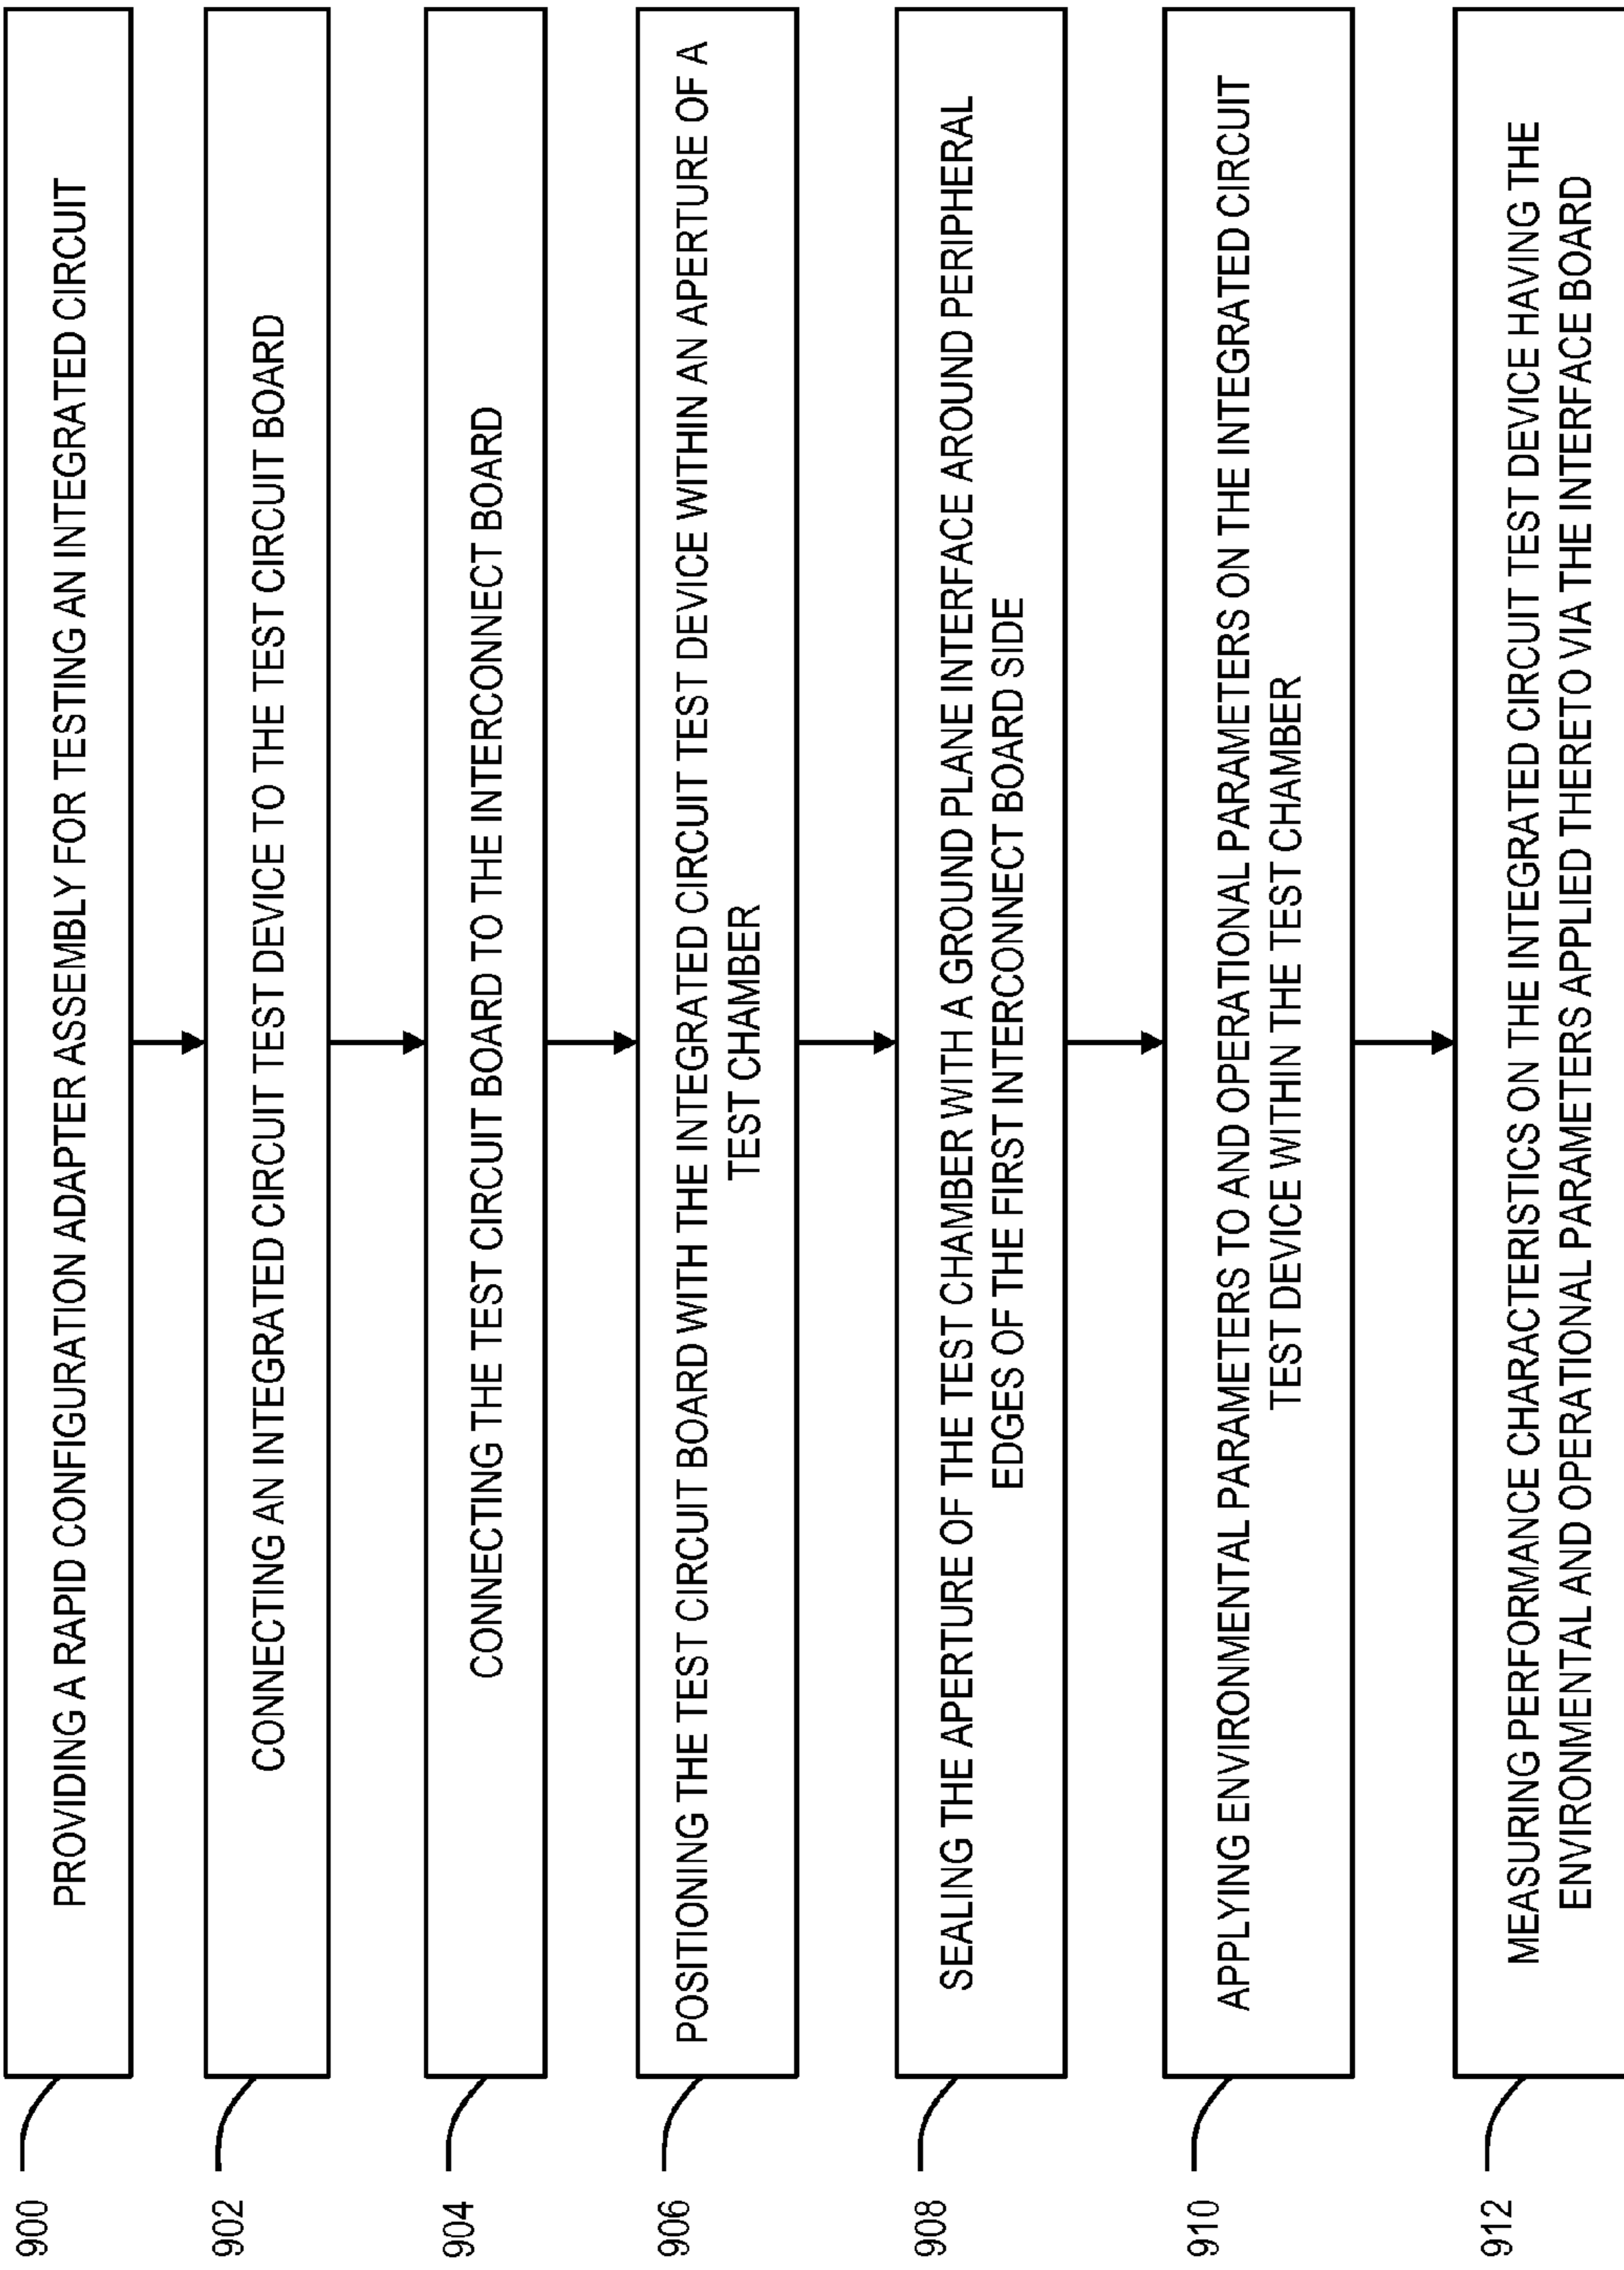 900
PROVIDING A RAPID CONFIGURATION ADAPTER ASSEMBLY FOR TESTING AN INTEGRATED CIRCUIT
902
CONNECTING AN INTEGRATED CIRCUIT TEST DEVICE TO THE TEST CIRCUIT BOARD
904
CONNECTING THE TEST CIRCUIT BOARD TO THE INTERCONNECT BOARD
906
POSITIONING THE TEST CIRCUIT BOARD WITH THE INTEGRATED CIRCUIT TEST DEVICE WITHIN AN APERTURE OF A
TEST CHAMBER
908
SEALING THE APERTURE OF THE TEST CHAMBER WITH A GROUND PLANE INTERFACE AROUND PERIPHERAL
EDGES OF THE FIRST INTERCONNECT BOARD SIDE
910
APPLYING ENVIRONMENTAL PARAMETERS TO AND OPERATIONAL PARAMETERS ON THE INTEGRATED CIRCUIT
TEST DEVICE WITHIN THE TEST CHAMBER
912
MEASURING PERFORMANCE CHARACTERISTICS ON THE INTEGRATED CIRCUIT TEST DEVICE HAVING THE
ENVIRONMENTAL AND OPERATIONAL PARAMETERS APPLIED THERETO VIA THE INTERFACE BOARD